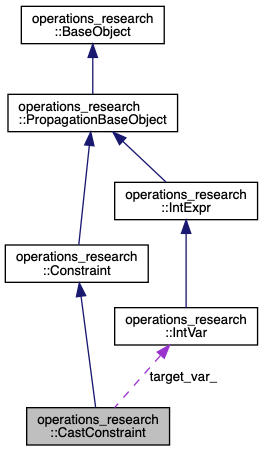 operations_research
::BaseObject
operations_research
::PropagationBaseObject
operations_research
::IntExpr
operations_research
::Constraint
operations_research
::IntVar
target_var_
operations_research
::CastConstraint